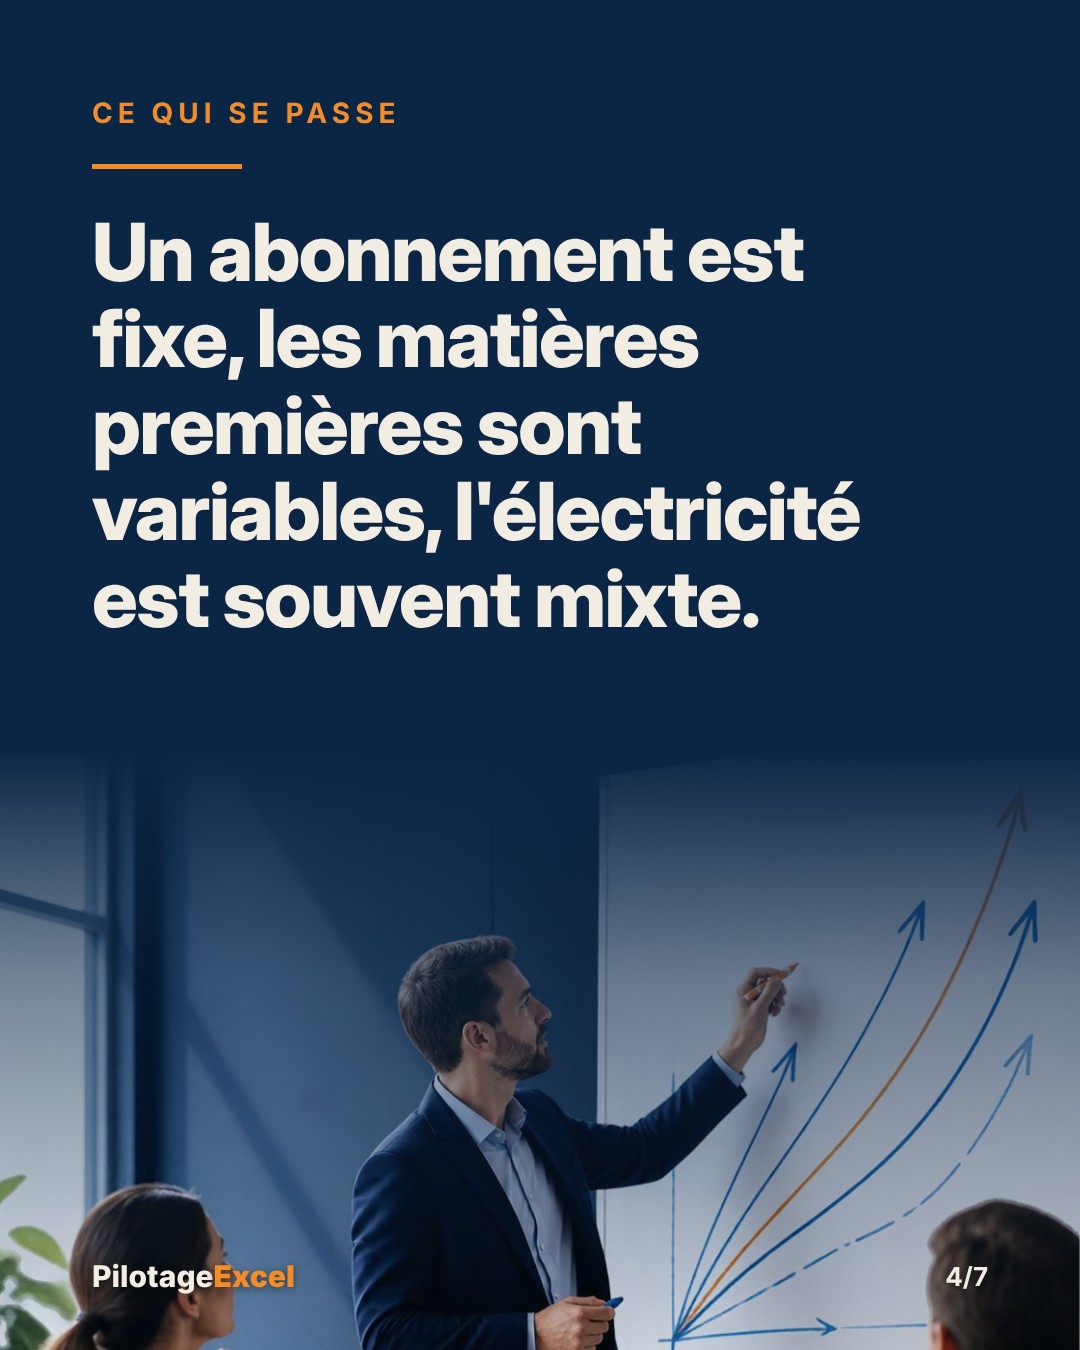 CE QUI SE PASSE
Un abonnement est
fixe, les matières
premières sont
variables, l'électricité
est souvent mixte.
PilotageExcel
4/7